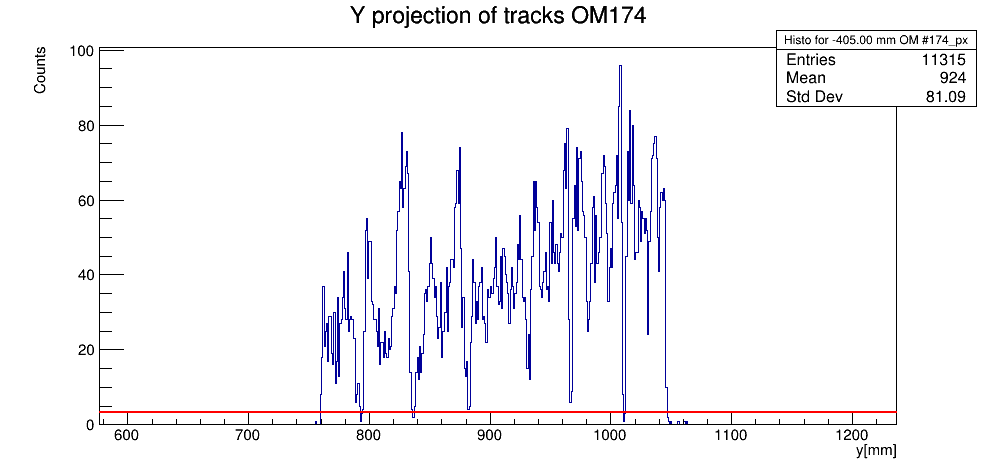 Y projection of tracks OM174
Histo for -405.00 mm OM #174_px
Entries 11315
Mean 924
Std Dev 81.09
Counts
100
80
60
40
20
0
600 700 800 900 1000 1100 1200
y[mm]